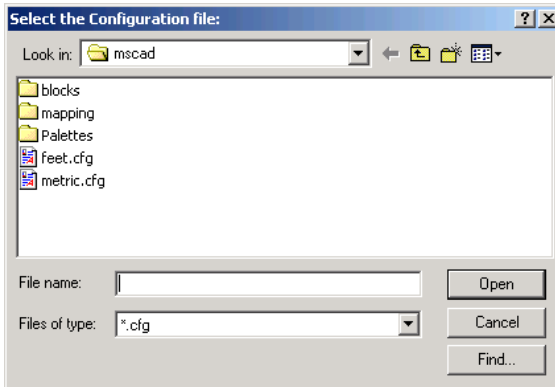 Select the Configuration file:
Look in: mscad
blocks
mapping
Palettes
feet.cfg
metric.cfg
File name: Open
Files of type: *.cfg Cancel
Find...